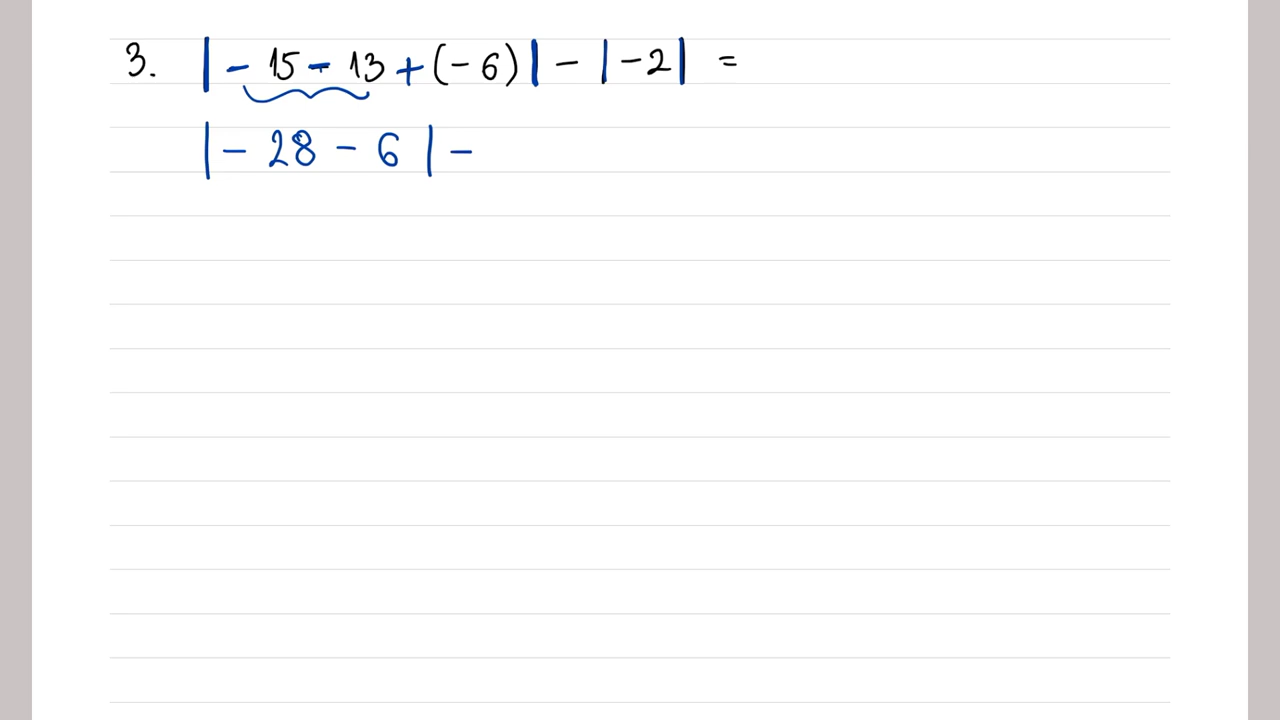 3. |- 15 - 13 + (- 6)| - |-2| =
|- 28 - 6| -